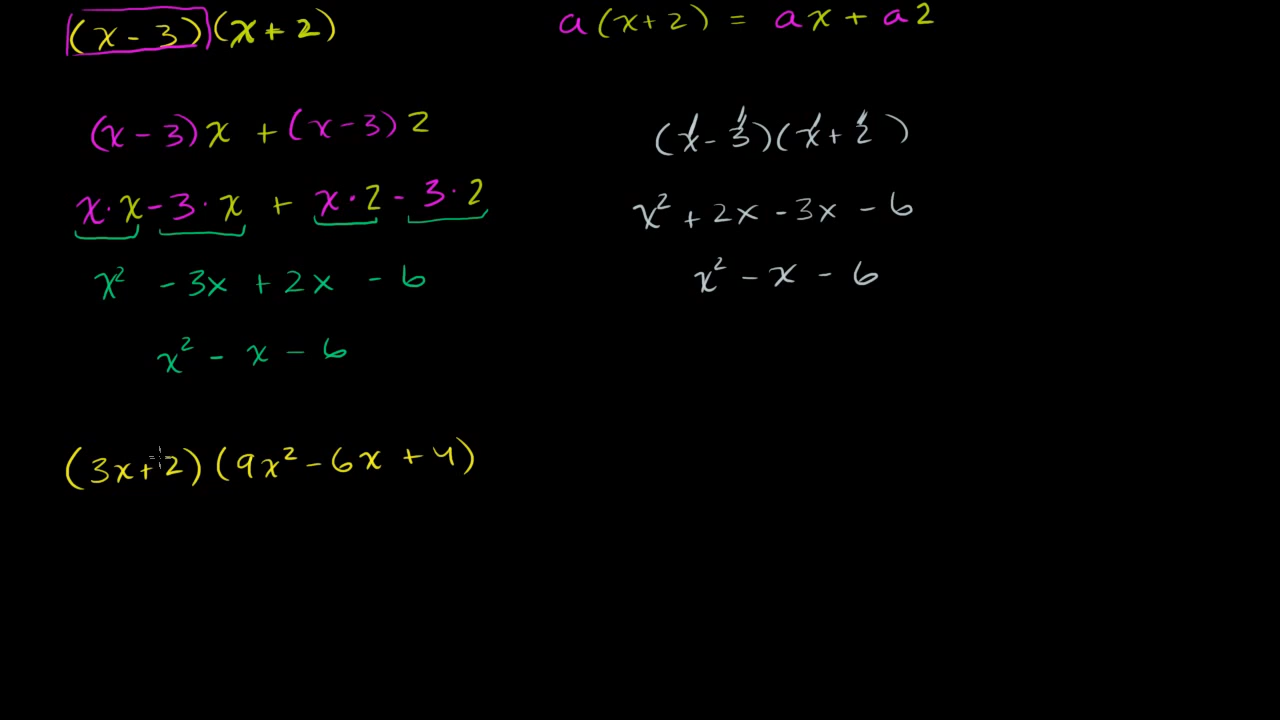 (x - 3)(x + 2)
a(x+2) = ax + a2
(x - 3)x + (x - 3)2
x·x - 3·x + x·2 - 3·2
x² - 3x + 2x - 6
x² - x - 6
(x - 3)(x + 2)
x² + 2x - 3x - 6
x² - x - 6
(3x+2)(9x² - 6x + 4)